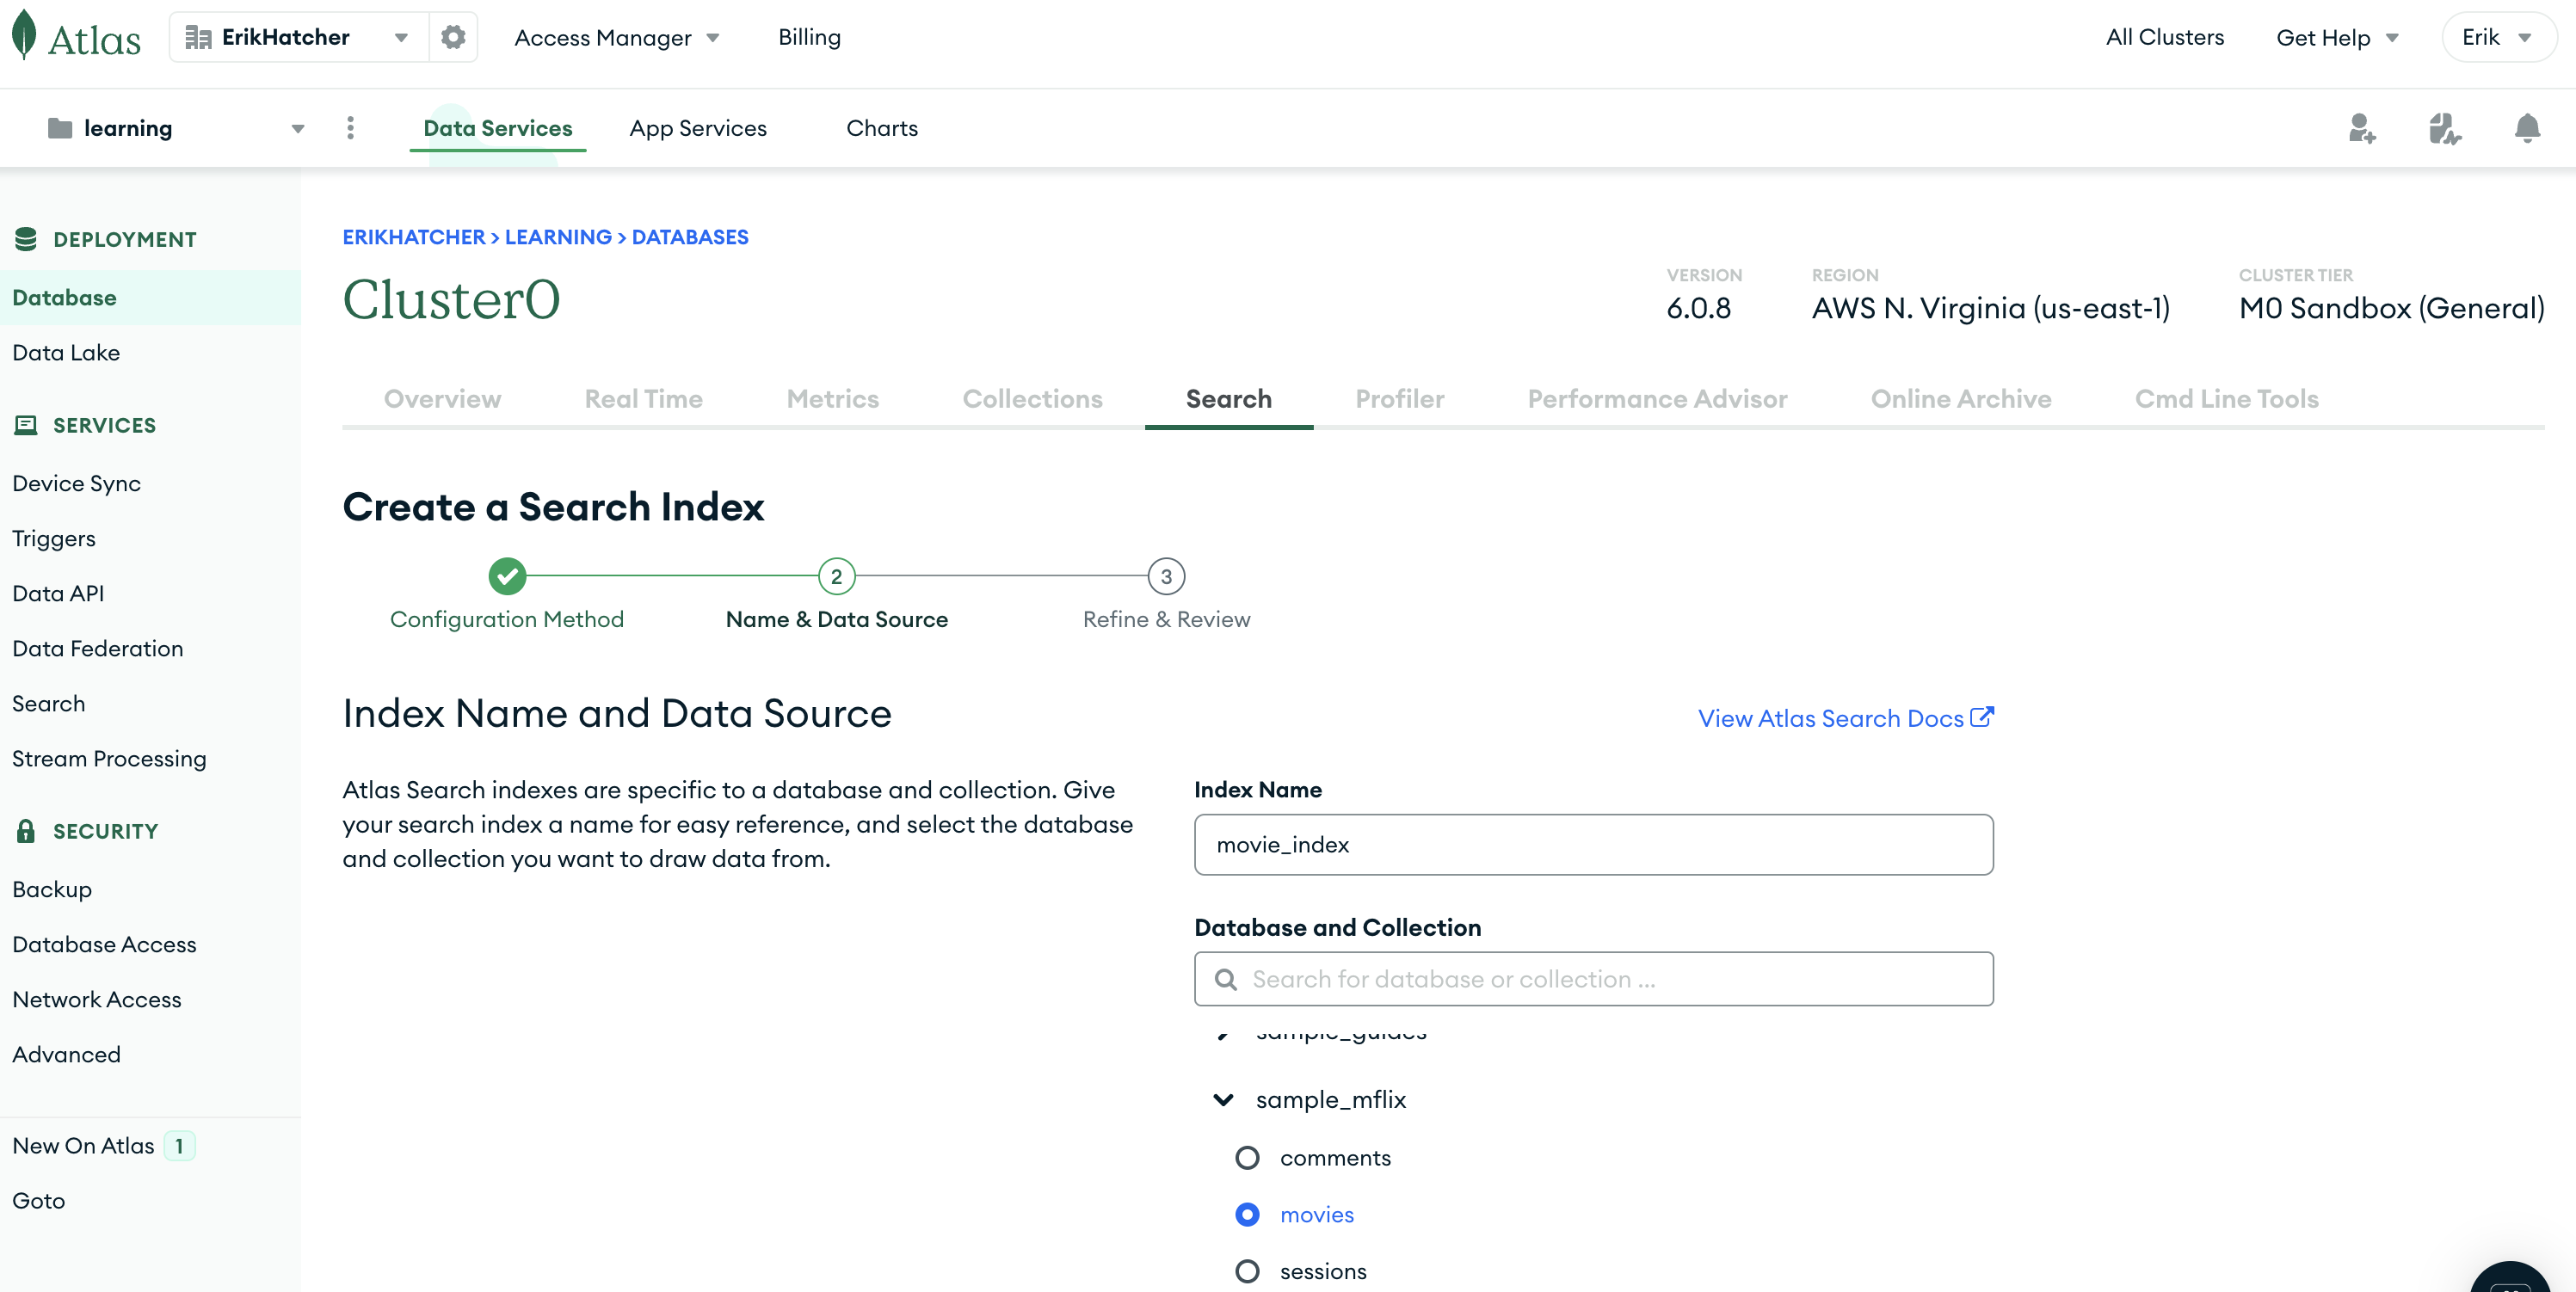 Atlas
ErikHatcher
Access Manager
Billing
All Clusters
Get Help
Erik
learning
Data Services
App Services
Charts
DEPLOYMENT
Database
Data Lake
SERVICES
Device Sync
Triggers
Data API
Data Federation
Search
Stream Processing
SECURITY
Backup
Database Access
Network Access
Advanced
New On Atlas 1
Goto
ERIKHATCHER > LEARNING > DATABASES
Cluster0
VERSION
6.0.8
REGION
AWS N. Virginia (us-east-1)
CLUSTER TIER
M0 Sandbox (General)
Overview
Real Time
Metrics
Collections
Search
Profiler
Performance Advisor
Online Archive
Cmd Line Tools
Create a Search Index
Configuration Method
2
Name & Data Source
3
Refine & Review
Index Name and Data Source
View Atlas Search Docs
Atlas Search indexes are specific to a database and collection. Give
your search index a name for easy reference, and select the database
and collection you want to draw data from.
Index Name
movie_index
Database and Collection
Search for database or collection ...
sample_guides
sample_mflix
comments
movies
sessions